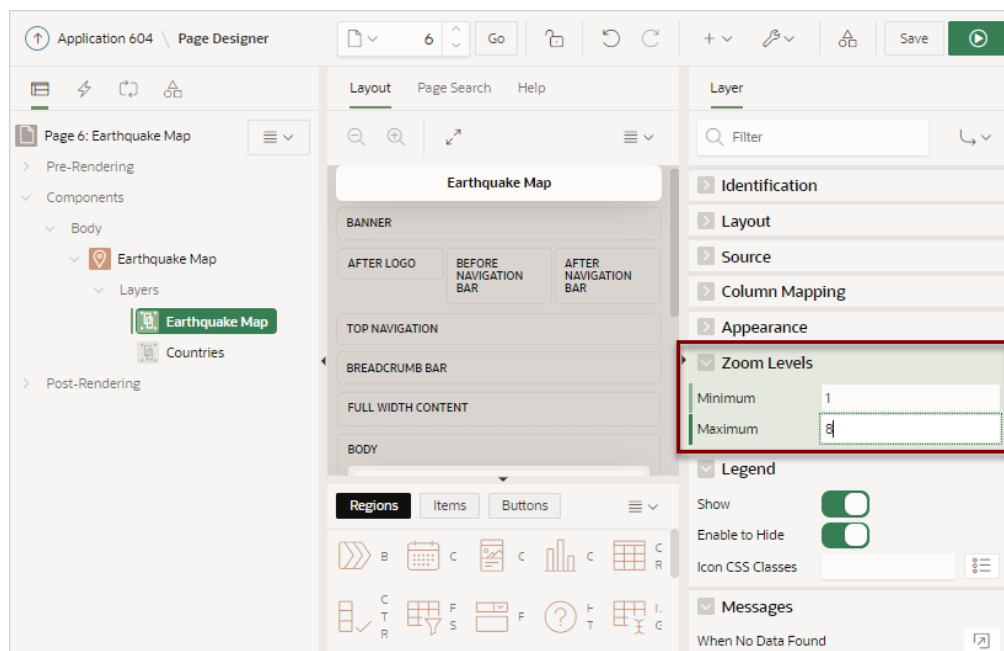 Application 604 \ Page Designer
6
Go
Save
Layout Page Search Help
Layer
Page 6: Earthquake Map
Filter
Pre-Rendering
Components
Body
Earthquake Map
Layers
Earthquake Map
Countries
Post-Rendering
Earthquake Map
BANNER
AFTER LOGO
BEFORE
NAVIGATION
BAR
AFTER
NAVIGATION
BAR
TOP NAVIGATION
BREADCRUMB BAR
FULL WIDTH CONTENT
BODY
Regions Items Buttons
B C C C C
R
C
T
R
F
S
F
T
G
Identification
Layout
Source
Column Mapping
Appearance
Zoom Levels
Minimum 1
Maximum 8
Legend
Show
Enable to Hide
Icon CSS Classes
Messages
When No Data Found